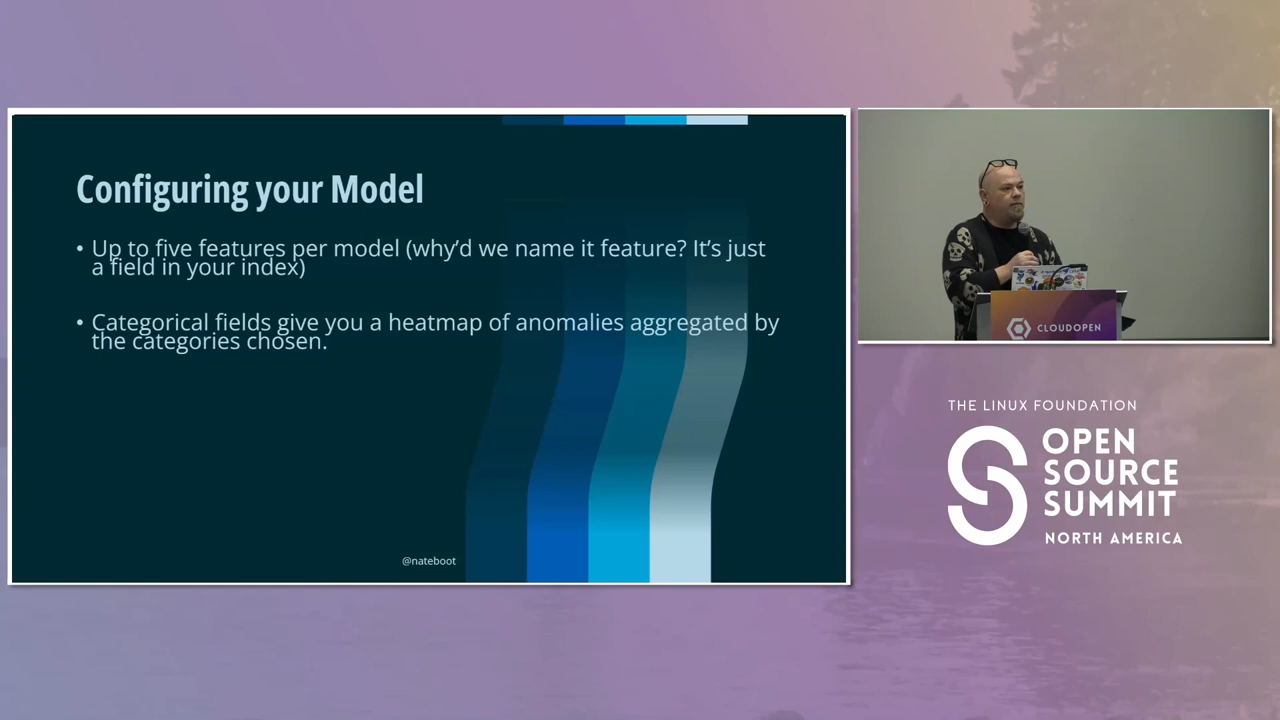 Configuring your Model
• Up to five features per model (why’d we name it feature? It’s just
a field in your index)
• Categorical fields give you a heatmap of anomalies aggregated by
the categories chosen.
@nateboot
CLOUDOPEN
THE LINUX FOUNDATION
OPEN
SOURCE
SUMMIT
NORTH AMERICA